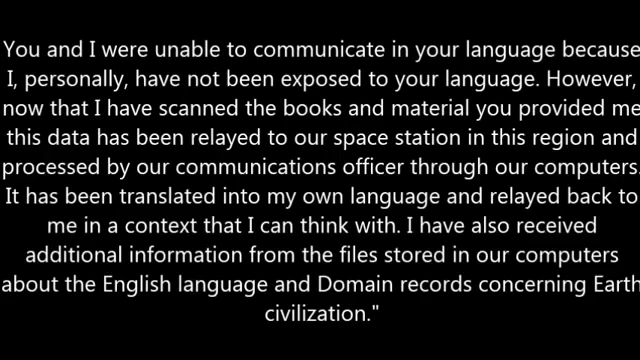 You and I were unable to communicate in your language because
I, personally, have not been exposed to your language. However,
now that I have scanned the books and material you provided me
this data has been relayed to our space station in this region and
processed by our communications officer through our computers.
It has been translated into my own language and relayed back to
me in a context that I can think with. I have also received
additional information from the files stored in our computers
about the English language and Domain records concerning Earth
civilization."